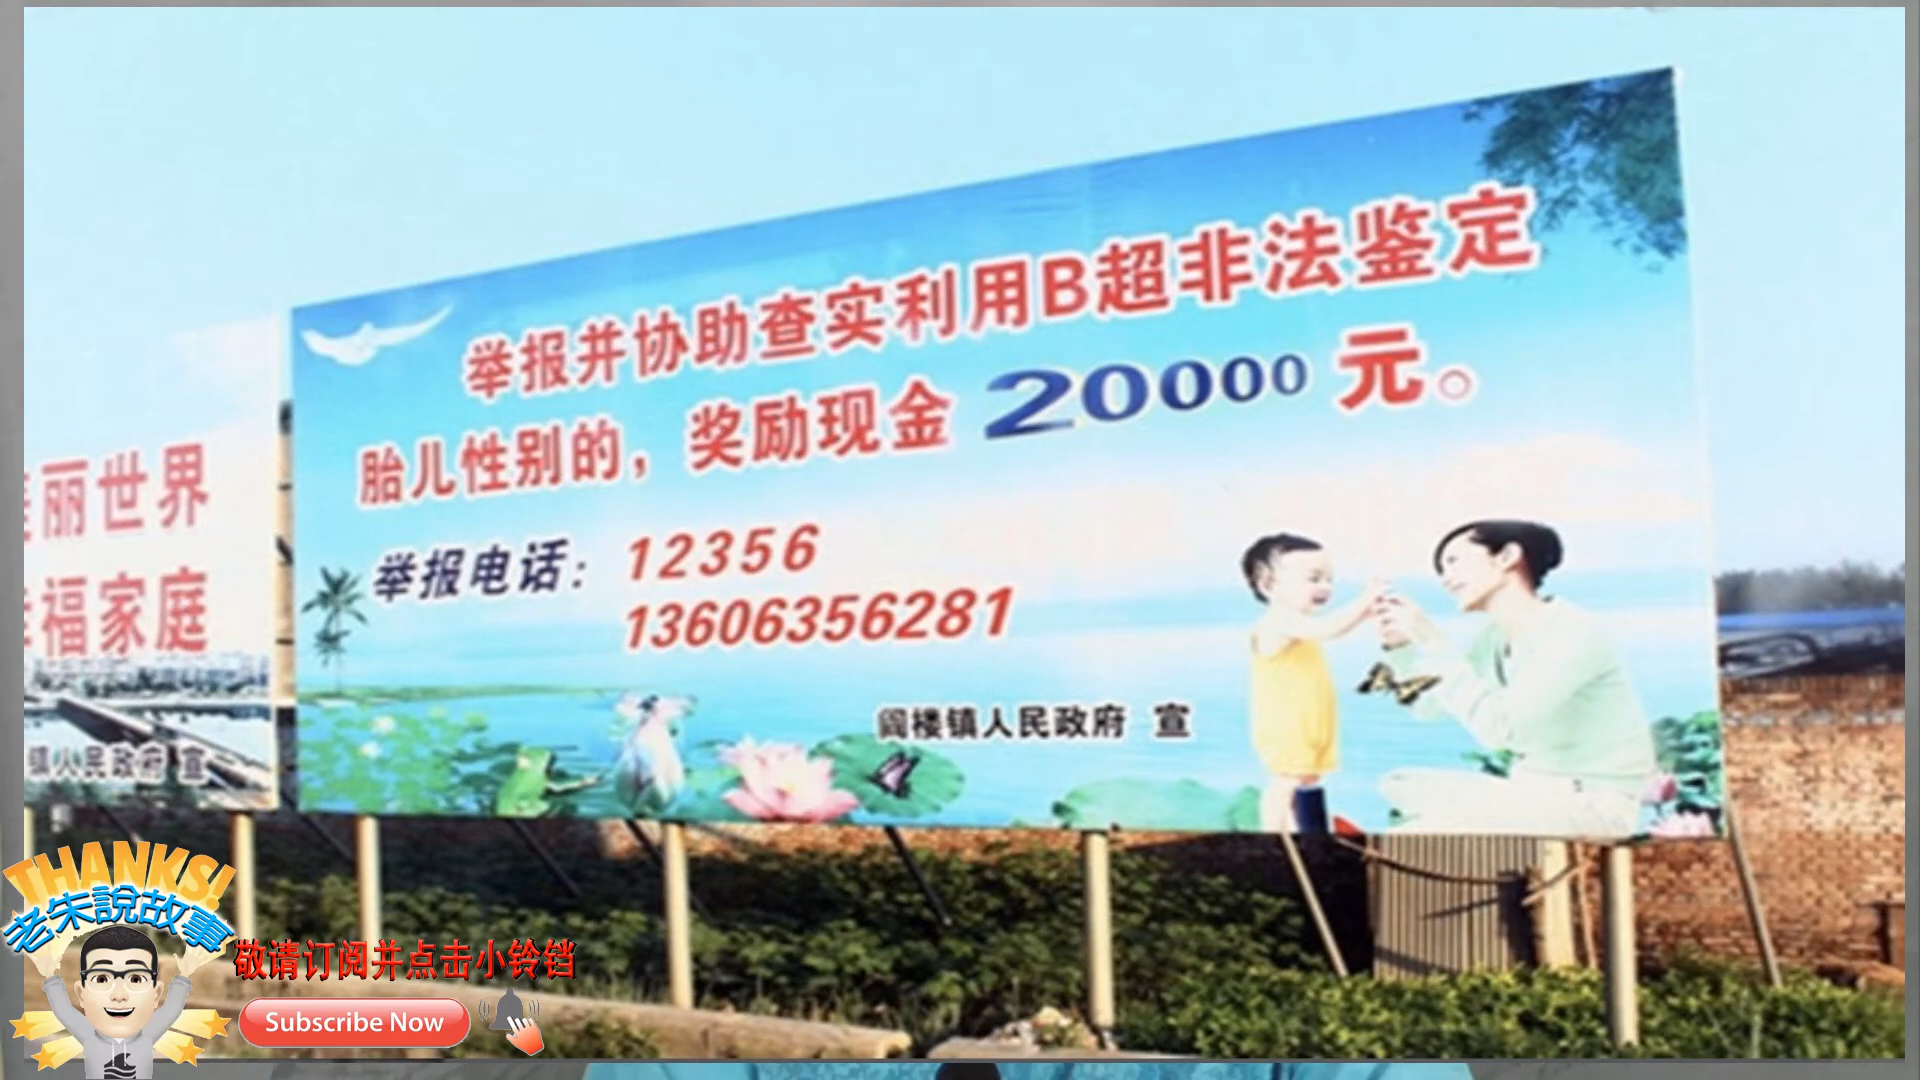 举报并协助查实利用B超非法鉴定
胎儿性别的，奖励现金20000元。
举报电话：12356
13606356281
阎楼镇人民政府 宣
丽世界
福家庭
镇人民政府 宣
THANKS!
老朱說故事
敬请订阅并点击小铃铛
Subscribe Now